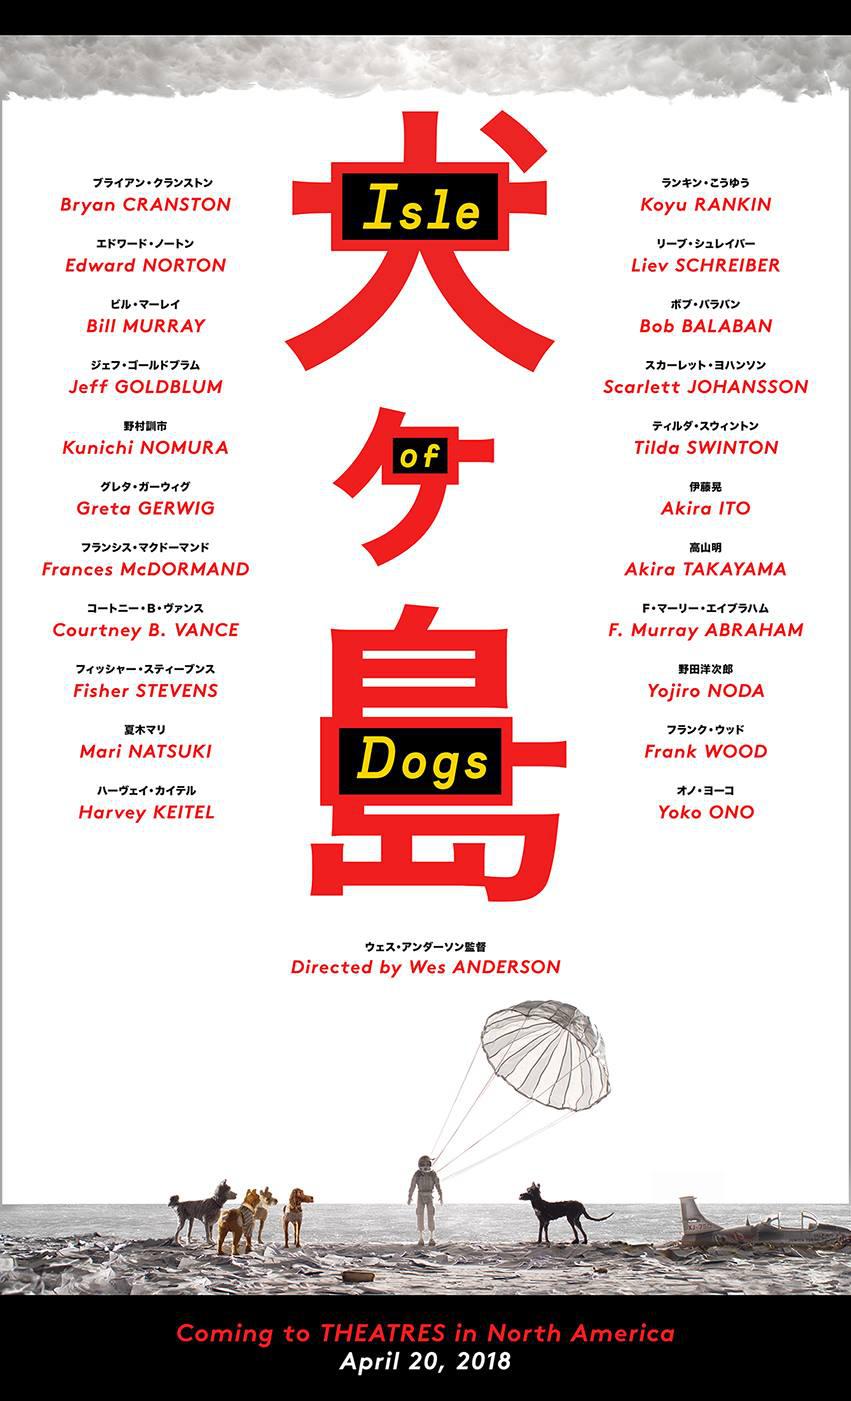 犬
Isle
ケ
of
島
Dogs
ブライアン・クランストン
Bryan CRANSTON
エドワード・ノートン
Edward NORTON
ビル・マーレイ
Bill MURRAY
ジェフ・ゴールドブラム
Jeff GOLDBLUM
野村訓市
Kunichi NOMURA
グレタ・ガーウィグ
Greta GERWIG
フランシス・マクドーマンド
Frances McDORMAND
コートニー・B・ヴァンス
Courtney B. VANCE
フィッシャー・スティーブンス
Fisher STEVENS
夏木マリ
Mari NATSUKI
ハーヴェイ・カイテル
Harvey KEITEL
ランキン・こうゆう
Koyu RANKIN
リーブ・シュレイバー
Liev SCHREIBER
ボブ・バラバン
Bob BALABAN
スカーレット・ヨハンソン
Scarlett JOHANSSON
ティルダ・スウィントン
Tilda SWINTON
伊藤晃
Akira ITO
高山明
Akira TAKAYAMA
F・マーリー・エイブラハム
F. Murray ABRAHAM
野田洋次郎
Yojiro NODA
フランク・ウッド
Frank WOOD
オノ・ヨーコ
Yoko ONO
ウェス・アンダーソン監督
Directed by Wes ANDERSON
Coming to THEATRES in North America
April 20, 2018